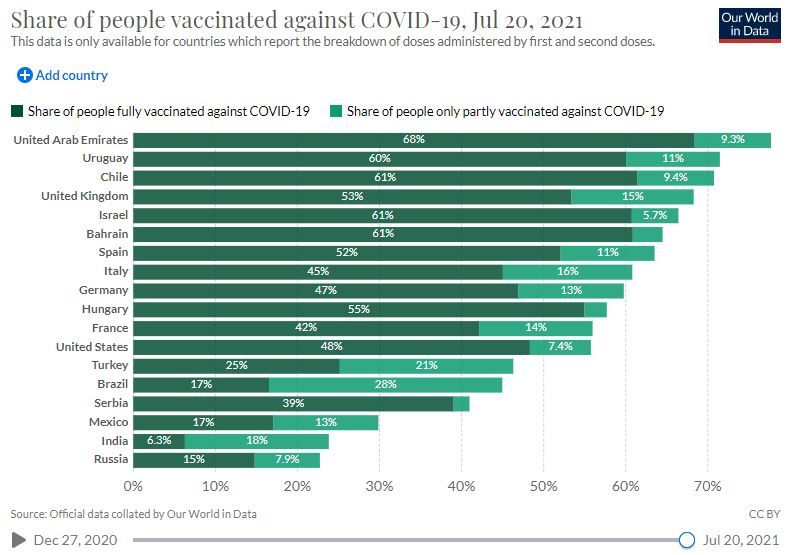 Share of people vaccinated against COVID-19, Jul 20, 2021
Our World
in Data
This data is only available for countries which report the breakdown of doses administered by first and second doses.
Add country
Share of people fully vaccinated against COVID-19 Share of people only partly vaccinated against COVID-19
United Arab Emirates 68% 9.3%
Uruguay 60% 11%
Chile 61% 9.4%
United Kingdom 53% 15%
Israel 61% 5.7%
Bahrain 61%
Spain 52% 11%
Italy 45% 16%
Germany 47% 13%
Hungary 55%
France 42% 14%
United States 48% 7.4%
Turkey 25% 21%
Brazil 17% 28%
Serbia 39%
Mexico 17% 13%
India 6.3% 18%
Russia 15% 7.9%
0% 10% 20% 30% 40% 50% 60% 70%
Source: Official data collated by Our World in Data CC BY
Dec 27, 2020 Jul 20, 2021